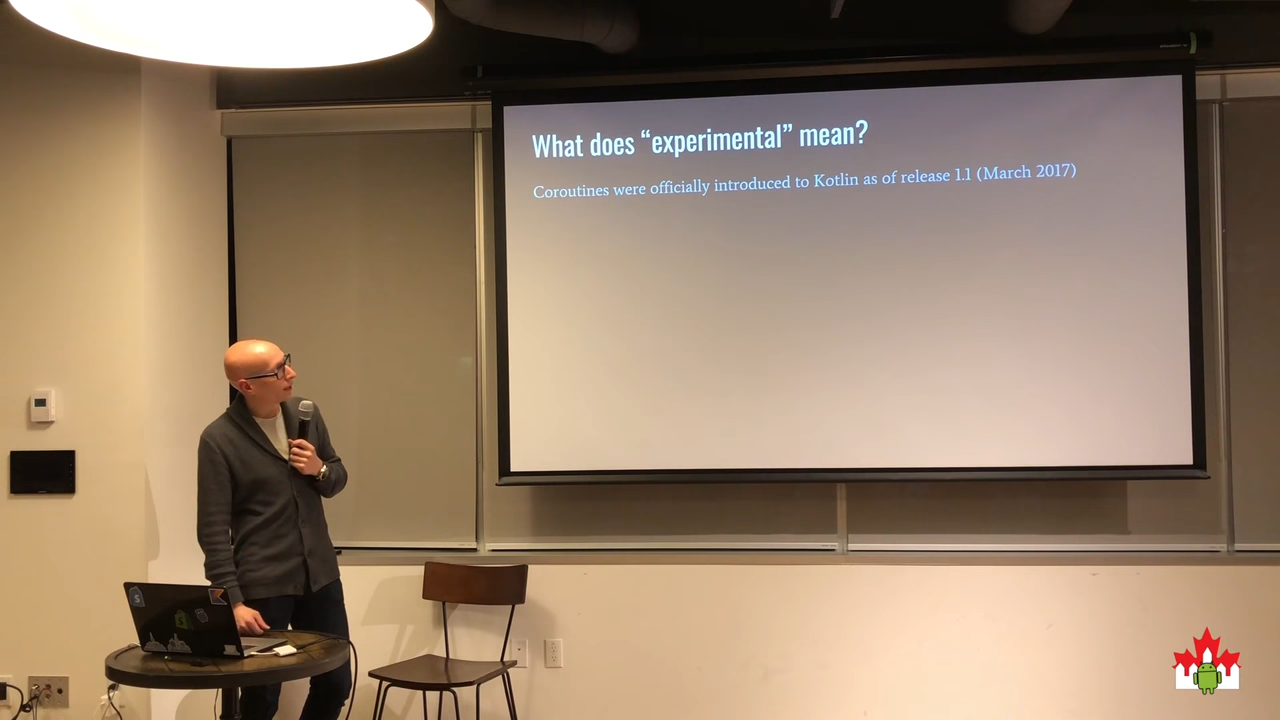 What does “experimental” mean?
Coroutines were officially introduced to Kotlin as of release 1.1 (March 2017)